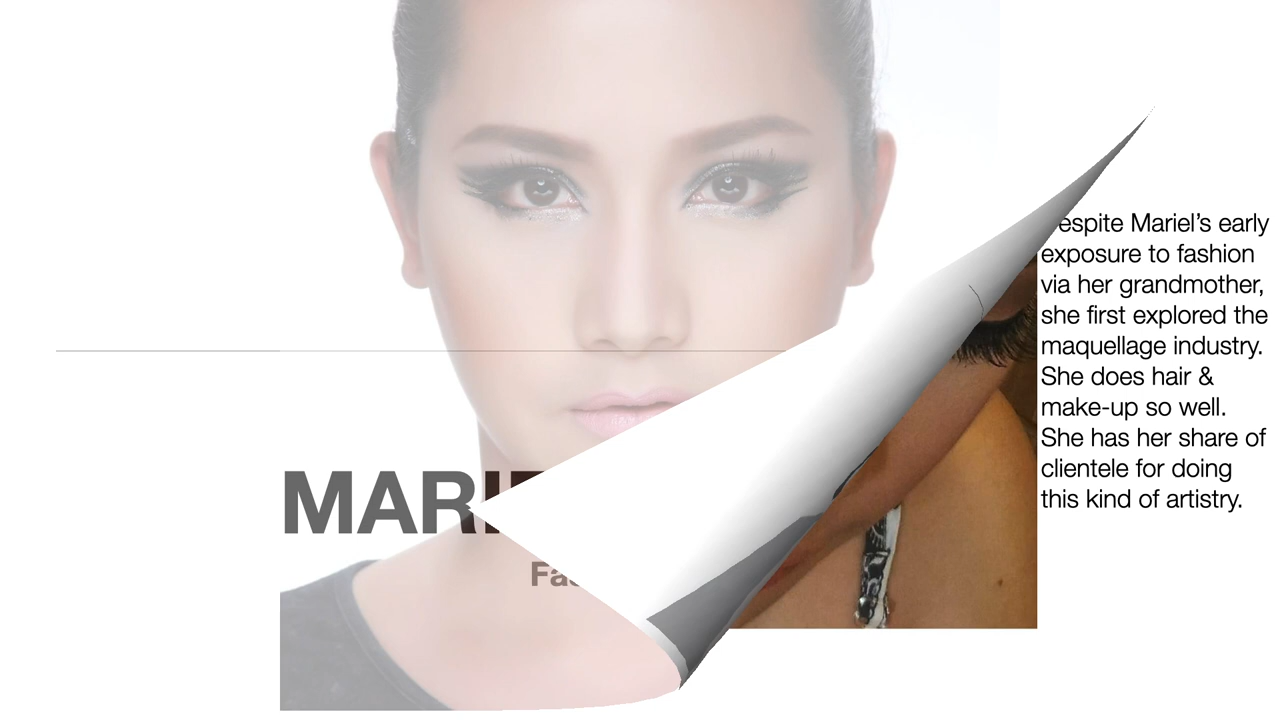 MARI
Fas
espite Mariel's early
exposure to fashion
via her grandmother,
she first explored the
maquellage industry.
She does hair &
make-up so well.
She has her share of
clientele for doing
this kind of artistry.